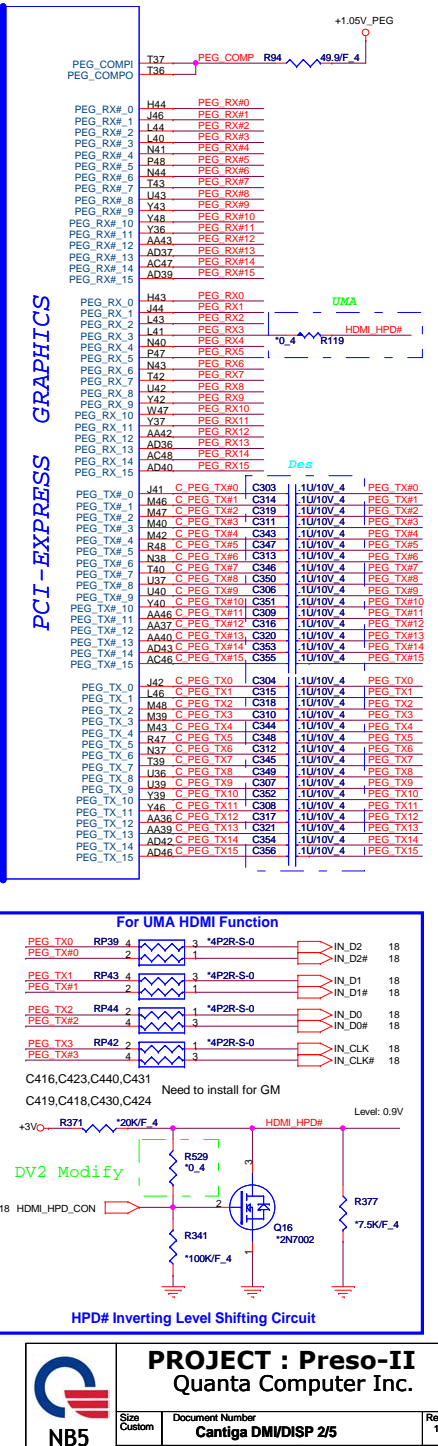 +1.05V_PEG
PEG_COMPI T37 PEG_COMP R94 49.9/F_4
PEG_COMPO T36
PEG_RX#_0 H44 PEG_RX#0
PEG_RX#_1 J46 PEG_RX#1
PEG_RX#_2 L44 PEG_RX#2
PEG_RX#_3 L40 PEG_RX#3
PEG_RX#_4 N41 PEG_RX#4
PEG_RX#_5 P48 PEG_RX#5
PEG_RX#_6 N44 PEG_RX#6
PEG_RX#_7 T43 PEG_RX#7
PEG_RX#_8 U43 PEG_RX#8
PEG_RX#_9 Y43 PEG_RX#9
PEG_RX#_10 Y48 PEG_RX#10
PEG_RX#_11 Y36 PEG_RX#11
PEG_RX#_12 AA43 PEG_RX#12
PEG_RX#_13 AD37 PEG_RX#13
PEG_RX#_14 AC47 PEG_RX#14
PEG_RX#_15 AD39 PEG_RX#15
PCI-EXPRESS GRAPHICS
PEG_RX_0 H43 PEG_RX0
PEG_RX_1 J44 PEG_RX1
PEG_RX_2 L43 PEG_RX2
PEG_RX_3 L41 PEG_RX3
PEG_RX_4 N40 PEG_RX4
PEG_RX_5 P47 PEG_RX5
PEG_RX_6 N43 PEG_RX6
PEG_RX_7 T42 PEG_RX7
PEG_RX_8 U42 PEG_RX8
PEG_RX_9 Y42 PEG_RX9
PEG_RX_10 W47 PEG_RX10
PEG_RX_11 Y37 PEG_RX11
PEG_RX_12 AA42 PEG_RX12
PEG_RX_13 AD36 PEG_RX13
PEG_RX_14 AC48 PEG_RX14
PEG_RX_15 AD40 PEG_RX15
UMA
HDMI_HPD#
*0_4 R119
Des
PEG_TX#_0 J41 C_PEG_TX#0 C303 .1U/10V_4 PEG_TX#0
PEG_TX#_1 M46 C_PEG_TX#1 C314 .1U/10V_4 PEG_TX#1
PEG_TX#_2 M47 C_PEG_TX#2 C319 .1U/10V_4 PEG_TX#2
PEG_TX#_3 M40 C_PEG_TX#3 C311 .1U/10V_4 PEG_TX#3
PEG_TX#_4 M42 C_PEG_TX#4 C343 .1U/10V_4 PEG_TX#4
PEG_TX#_5 R48 C_PEG_TX#5 C347 .1U/10V_4 PEG_TX#5
PEG_TX#_6 N38 C_PEG_TX#6 C313 .1U/10V_4 PEG_TX#6
PEG_TX#_7 T40 C_PEG_TX#7 C346 .1U/10V_4 PEG_TX#7
PEG_TX#_8 U37 C_PEG_TX#8 C350 .1U/10V_4 PEG_TX#8
PEG_TX#_9 U40 C_PEG_TX#9 C306 .1U/10V_4 PEG_TX#9
PEG_TX#_10 Y40 C_PEG_TX#10 C351 .1U/10V_4 PEG_TX#10
PEG_TX#_11 AA46 C_PEG_TX#11 C309 .1U/10V_4 PEG_TX#11
PEG_TX#_12 AA37 C_PEG_TX#12 C316 .1U/10V_4 PEG_TX#12
PEG_TX#_13 AA40 C_PEG_TX#13 C320 .1U/10V_4 PEG_TX#13
PEG_TX#_14 AD43 C_PEG_TX#14 C353 .1U/10V_4 PEG_TX#14
PEG_TX#_15 AC46 C_PEG_TX#15 C355 .1U/10V_4 PEG_TX#15
PEG_TX_0 J42 C_PEG_TX0 C304 .1U/10V_4 PEG_TX0
PEG_TX_1 L46 C_PEG_TX1 C315 .1U/10V_4 PEG_TX1
PEG_TX_2 M48 C_PEG_TX2 C318 .1U/10V_4 PEG_TX2
PEG_TX_3 M39 C_PEG_TX3 C310 .1U/10V_4 PEG_TX3
PEG_TX_4 M43 C_PEG_TX4 C344 .1U/10V_4 PEG_TX4
PEG_TX_5 R47 C_PEG_TX5 C348 .1U/10V_4 PEG_TX5
PEG_TX_6 N37 C_PEG_TX6 C312 .1U/10V_4 PEG_TX6
PEG_TX_7 T39 C_PEG_TX7 C345 .1U/10V_4 PEG_TX7
PEG_TX_8 U36 C_PEG_TX8 C349 .1U/10V_4 PEG_TX8
PEG_TX_9 U39 C_PEG_TX9 C307 .1U/10V_4 PEG_TX9
PEG_TX_10 Y39 C_PEG_TX10 C352 .1U/10V_4 PEG_TX10
PEG_TX_11 Y46 C_PEG_TX11 C308 .1U/10V_4 PEG_TX11
PEG_TX_12 AA36 C_PEG_TX12 C317 .1U/10V_4 PEG_TX12
PEG_TX_13 AA39 C_PEG_TX13 C321 .1U/10V_4 PEG_TX13
PEG_TX_14 AD42 C_PEG_TX14 C354 .1U/10V_4 PEG_TX14
PEG_TX_15 AD46 C_PEG_TX15 C356 .1U/10V_4 PEG_TX15
For UMA HDMI Function
PEG_TX0 RP39 4 3 *4P2R-S-0 IN_D2 18
PEG_TX#0 2 1 IN_D2# 18
PEG_TX1 RP43 4 3 *4P2R-S-0 IN_D1 18
PEG_TX#1 2 1 IN_D1# 18
PEG_TX2 RP44 2 1 *4P2R-S-0 IN_D0 18
PEG_TX#2 4 3 IN_D0# 18
PEG_TX3 RP42 2 1 *4P2R-S-0 IN_CLK 18
PEG_TX#3 4 3 IN_CLK# 18
C416,C423,C440,C431
C419,C418,C430,C424
Need to install for GM
Level: 0.9V
+3V R371 *20K/F_4 HDMI_HPD#
R529
*0_4
3
DV2 Modify
18 HDMI_HPD_CON 2
R377
*7.5K/F_4
Q16
*2N7002
R341
*100K/F_4
1
HPD# Inverting Level Shifting Circuit
PROJECT : Preso-II
Quanta Computer Inc.
NB5
Size
Custom
Document Number
Cantiga DMI/DISP 2/5
Re
1